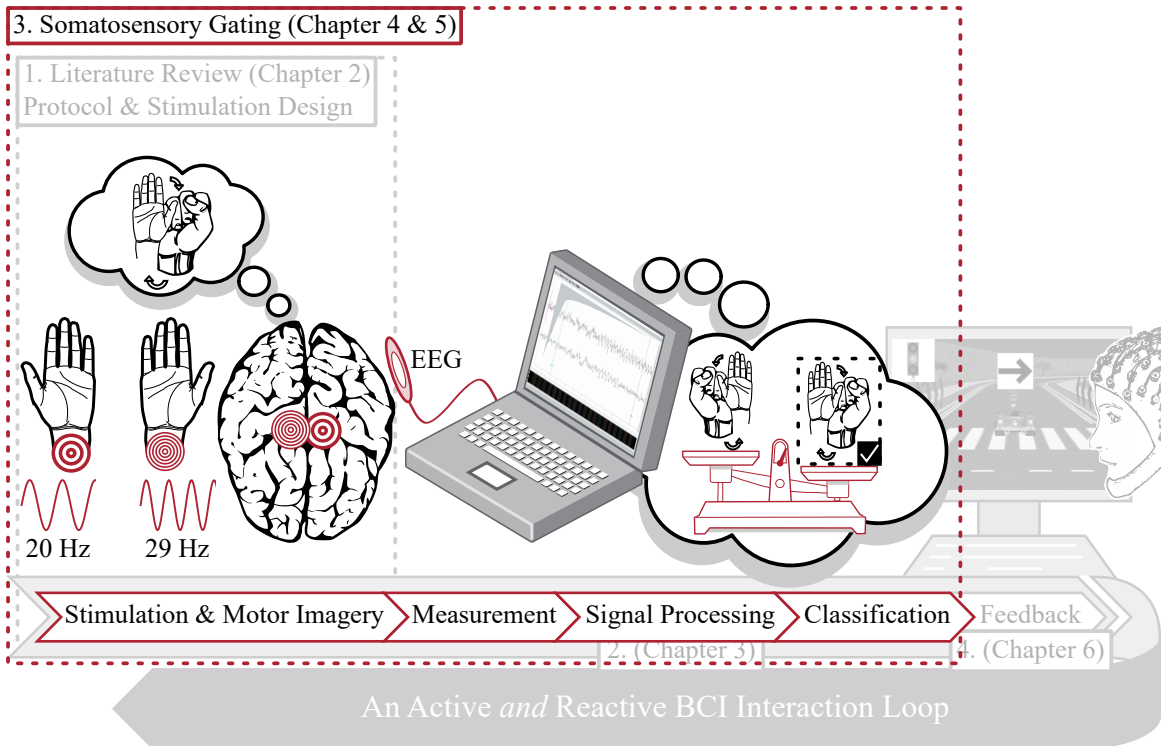 3. Somatosensory Gating (Chapter 4 & 5)
1. Literature Review (Chapter 2)
Protocol & Stimulation Design
EEG
20 Hz
29 Hz
Stimulation & Motor Imagery
Measurement
Signal Processing
Classification
Feedback
2. (Chapter 3)
4. (Chapter 6)
An Active and Reactive BCI Interaction Loop